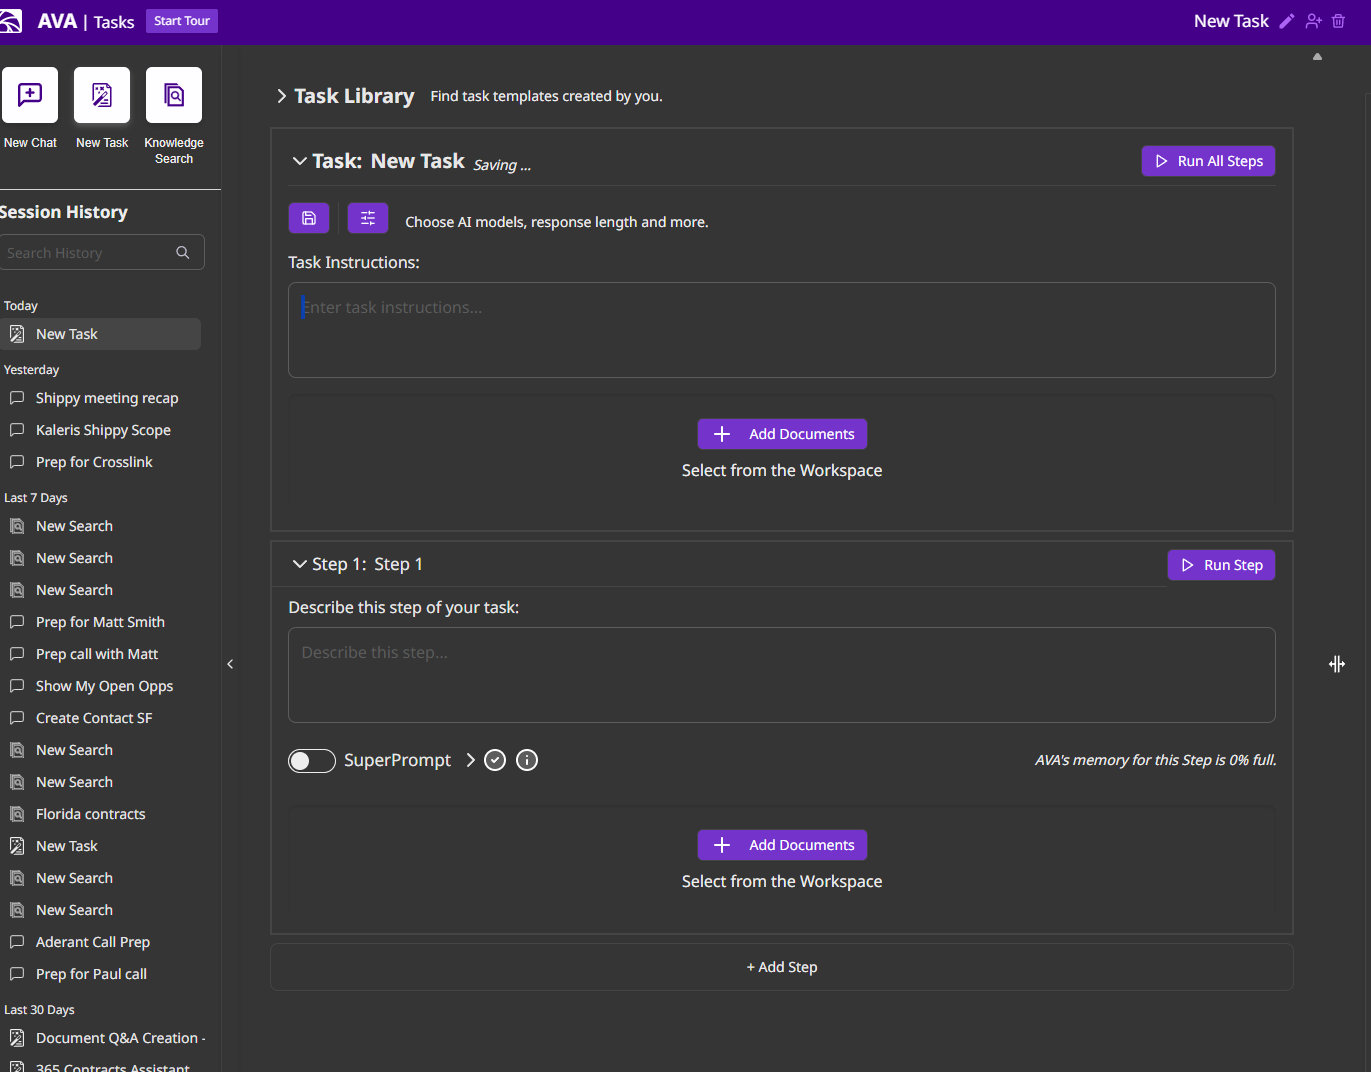 AVA | Tasks
Start Tour
New Task
New Chat
New Task
Knowledge
Search
Session History
Search History
Today
New Task
Yesterday
Shippy meeting recap
Kaleris Shippy Scope
Prep for Crosslink
Last 7 Days
New Search
New Search
New Search
Prep for Matt Smith
Prep call with Matt
Show My Open Opps
Create Contact SF
New Search
New Search
Florida contracts
New Task
New Search
New Search
Aderant Call Prep
Prep for Paul call
Last 30 Days
Document Q&A Creation -
365 Contracts Assistant
Task Library
Find task templates created by you.
Task: New Task
Saving ...
Run All Steps
Choose AI models, response length and more.
Task Instructions:
Enter task instructions...
Add Documents
Select from the Workspace
Step 1: Step 1
Run Step
Describe this step of your task:
Describe this step...
SuperPrompt
AVA's memory for this Step is 0% full.
Add Documents
Select from the Workspace
+ Add Step